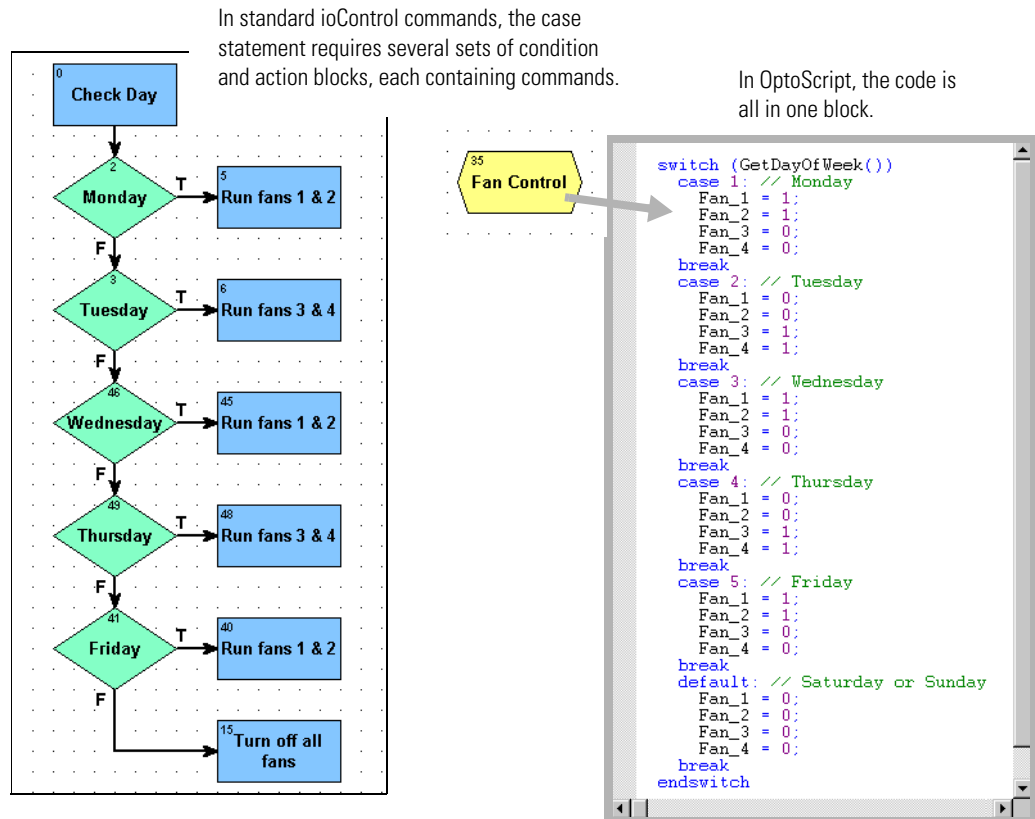 In standard ioControl commands, the case
statement requires several sets of condition
and action blocks, each containing commands.
In OptoScript, the code is
all in one block.
0
Check Day
2
Monday
T
5
Run fans 1 & 2
F
3
Tuesday
T
6
Run fans 3 & 4
F
46
Wednesday
T
45
Run fans 1 & 2
F
49
Thursday
T
48
Run fans 3 & 4
F
41
Friday
T
40
Run fans 1 & 2
F
15
Turn off all
fans
35
Fan Control
switch (GetDayOfWeek())
case 1: // Monday
Fan_1 = 1;
Fan_2 = 1;
Fan_3 = 0;
Fan_4 = 0;
break
case 2: // Tuesday
Fan_1 = 0;
Fan_2 = 0;
Fan_3 = 1;
Fan_4 = 1;
break
case 3: // Wednesday
Fan_1 = 1;
Fan_2 = 1;
Fan_3 = 0;
Fan_4 = 0;
break
case 4: // Thursday
Fan_1 = 0;
Fan_2 = 0;
Fan_3 = 1;
Fan_4 = 1;
break
case 5: // Friday
Fan_1 = 1;
Fan_2 = 1;
Fan_3 = 0;
Fan_4 = 0;
break
default: // Saturday or Sunday
Fan_1 = 0;
Fan_2 = 0;
Fan_3 = 0;
Fan_4 = 0;
break
endswitch